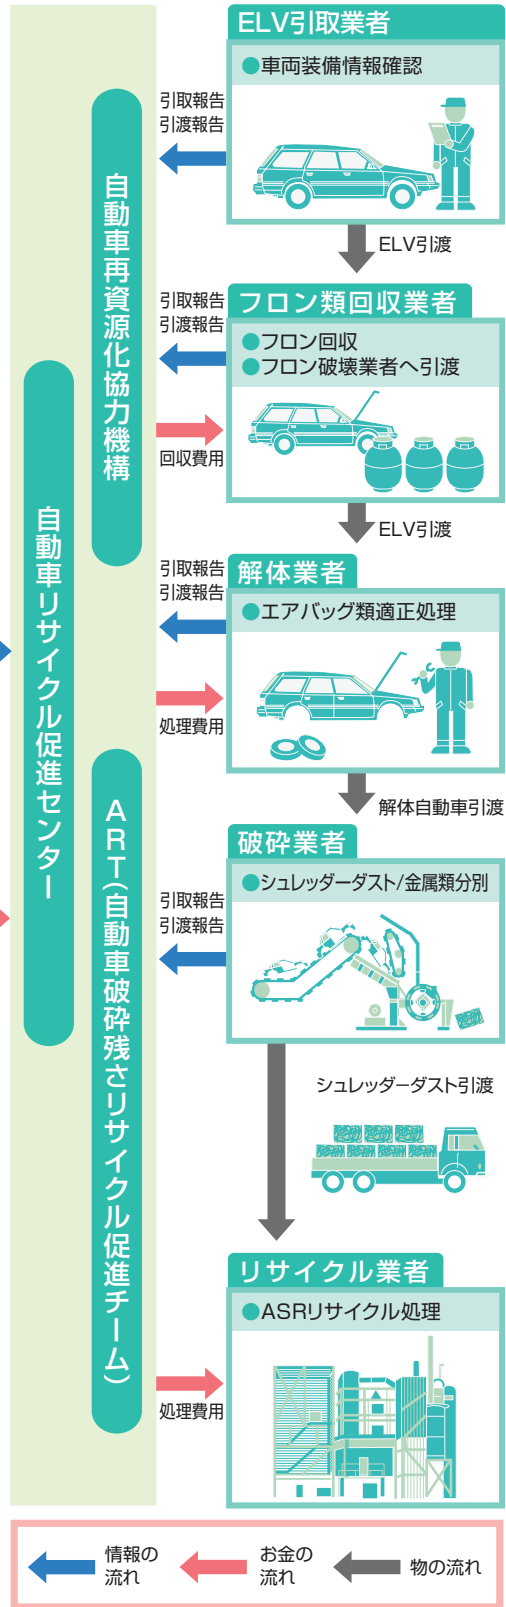 自動車リサイクル促進センター
自動車再資源化協力機構
ART(自動車破砕残さリサイクル促進チーム)
ELV引取業者
●車両装備情報確認
引取報告
引渡報告
ELV引渡
フロン類回収業者
●フロン回収
●フロン破壊業者へ引渡
引取報告
引渡報告
回収費用
ELV引渡
解体業者
●エアバッグ類適正処理
引取報告
引渡報告
処理費用
解体自動車引渡
破砕業者
●シュレッダーダスト/金属類分別
引取報告
引渡報告
シュレッダーダスト引渡
リサイクル業者
●ASRリサイクル処理
処理費用
情報の
流れ
お金の
流れ
物の流れ